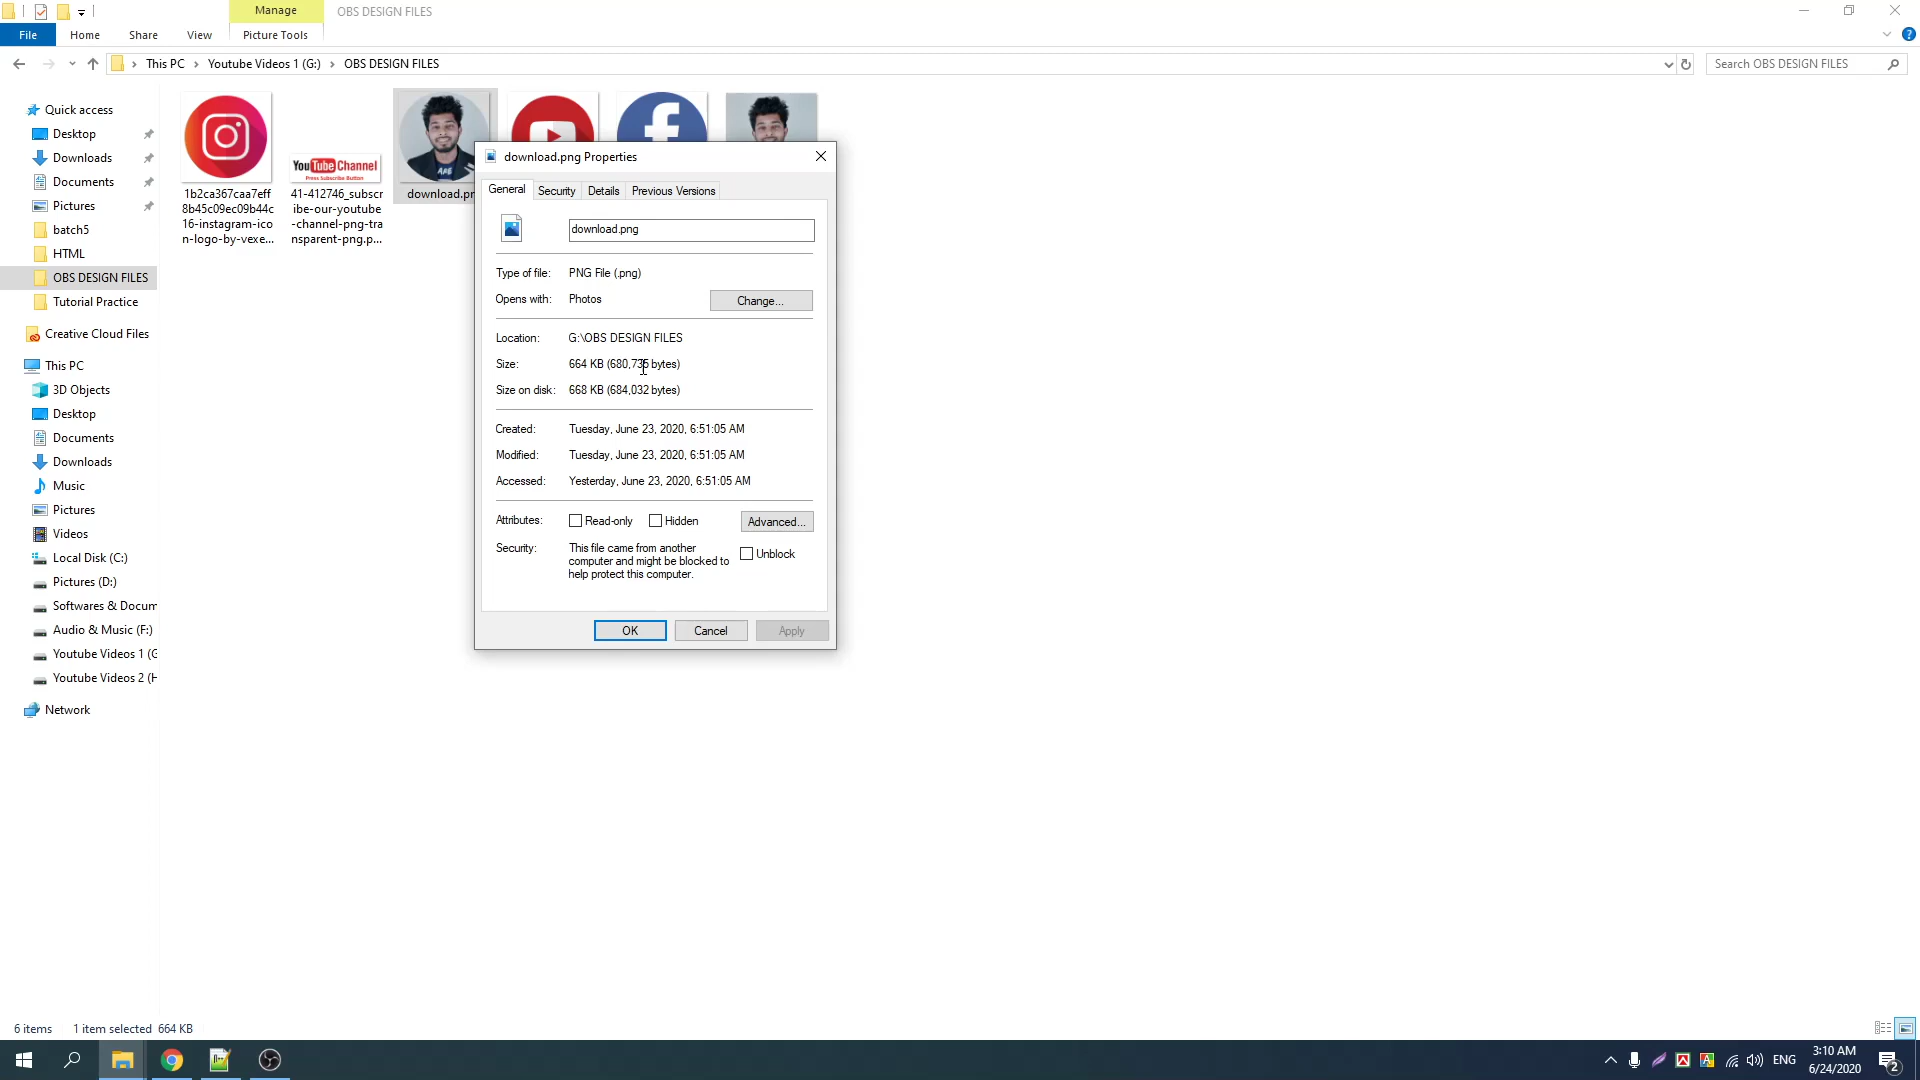 Manage
OBS DESIGN FILES
File
Home
Share
View
Picture Tools
This PC
Youtube Videos 1 (G:)
OBS DESIGN FILES
Search OBS DESIGN FILES
Quick access
Desktop
Downloads
Documents
Pictures
batch5
HTML
OBS DESIGN FILES
Tutorial Practice
Creative Cloud Files
This PC
3D Objects
Desktop
Documents
Downloads
Music
Pictures
Videos
Local Disk (C:)
Pictures (D:)
Softwares & Docum
Audio & Music (F:)
Youtube Videos 1 (G
Youtube Videos 2 (H
Network
1b2ca367caa7eff
8b45c09ec09b44c
16-instagram-ico
n-logo-by-vexe...
YouTube Channel
Press Subscribe Button
41-412746_subscr
ibe-our-youtube
-channel-png-tra
nsparent-png.p...
download.pn
download.png Properties
General
Security
Details
Previous Versions
download.png
Type of file: PNG File (.png)
Opens with: Photos
Change...
Location: G:\OBS DESIGN FILES
Size: 664 KB (680,735 bytes)
Size on disk: 668 KB (684,032 bytes)
Created: Tuesday, June 23, 2020, 6:51:05 AM
Modified: Tuesday, June 23, 2020, 6:51:05 AM
Accessed: Yesterday, June 23, 2020, 6:51:05 AM
Attributes: Read-only Hidden
Advanced...
Security: This file came from another
computer and might be blocked to
help protect this computer.
Unblock
OK
Cancel
Apply
6 items
1 item selected 664 KB
ENG
3:10 AM
6/24/2020
2